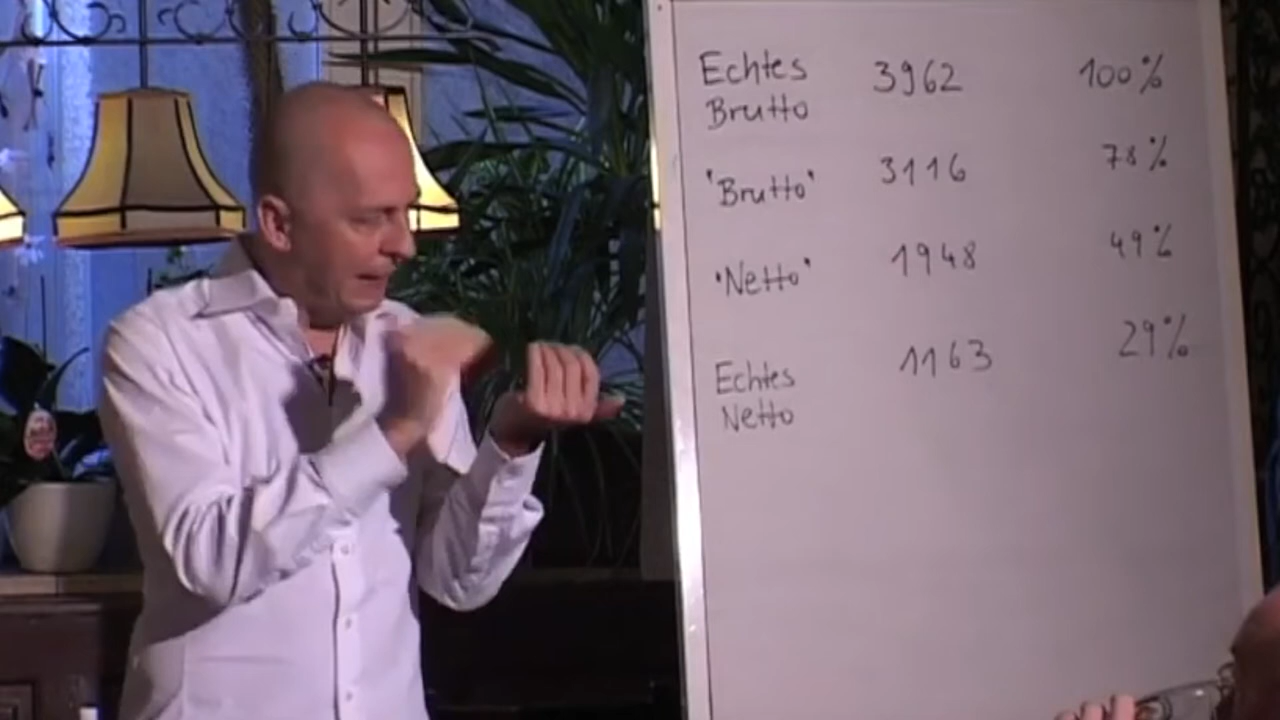 Echtes 3962 100%
Brutto
'Brutto' 3116 78%
'Netto' 1948 49%
Echtes 1163 29%
Netto